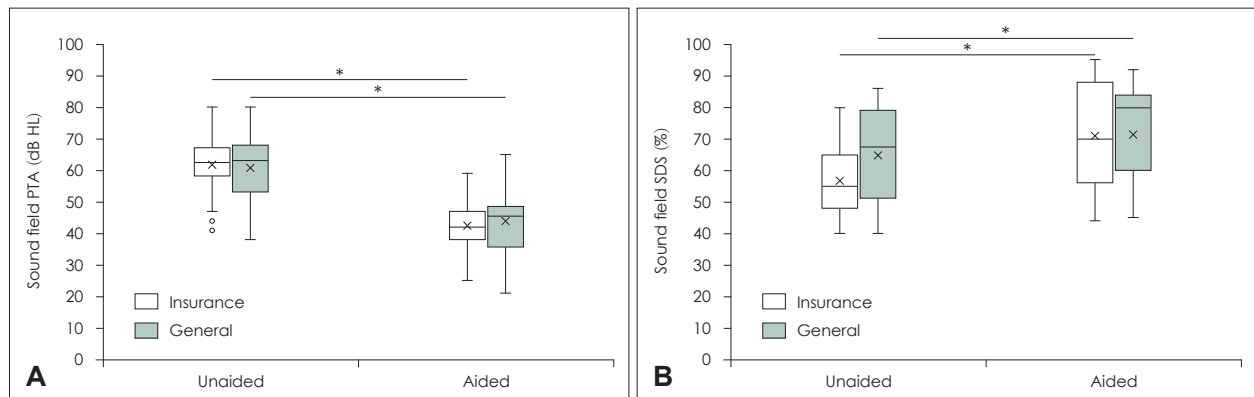 100
90
80
70
60
50
40
30
20
10
0
Sound field PTA (dB HL)
*
*
Insurance
General
Unaided
Aided
A
100
90
80
70
60
50
40
30
20
10
0
Sound field SDS (%)
*
*
Insurance
General
Unaided
Aided
B